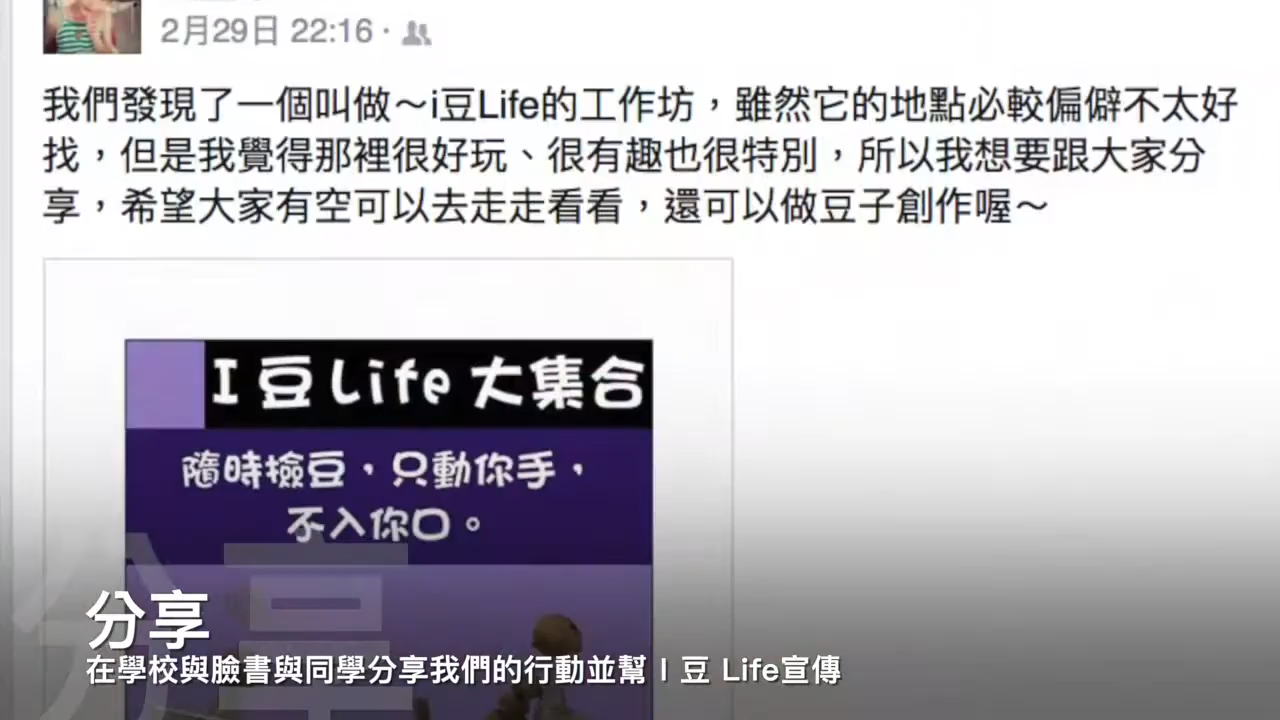 2月29日 22:16 ·
我們發現了一個叫做～i豆Life的工作坊，雖然它的地點必較偏僻不太好
找，但是我覺得那裡很好玩、很有趣也很特別，所以我想要跟大家分
享，希望大家有空可以去走走看看，還可以做豆子創作喔～
I 豆 Life 大集合
隨時撿豆，只動你手，
不入你口。
分享
分享
在學校與臉書與同學分享我們的行動並幫 I 豆 Life宣傳